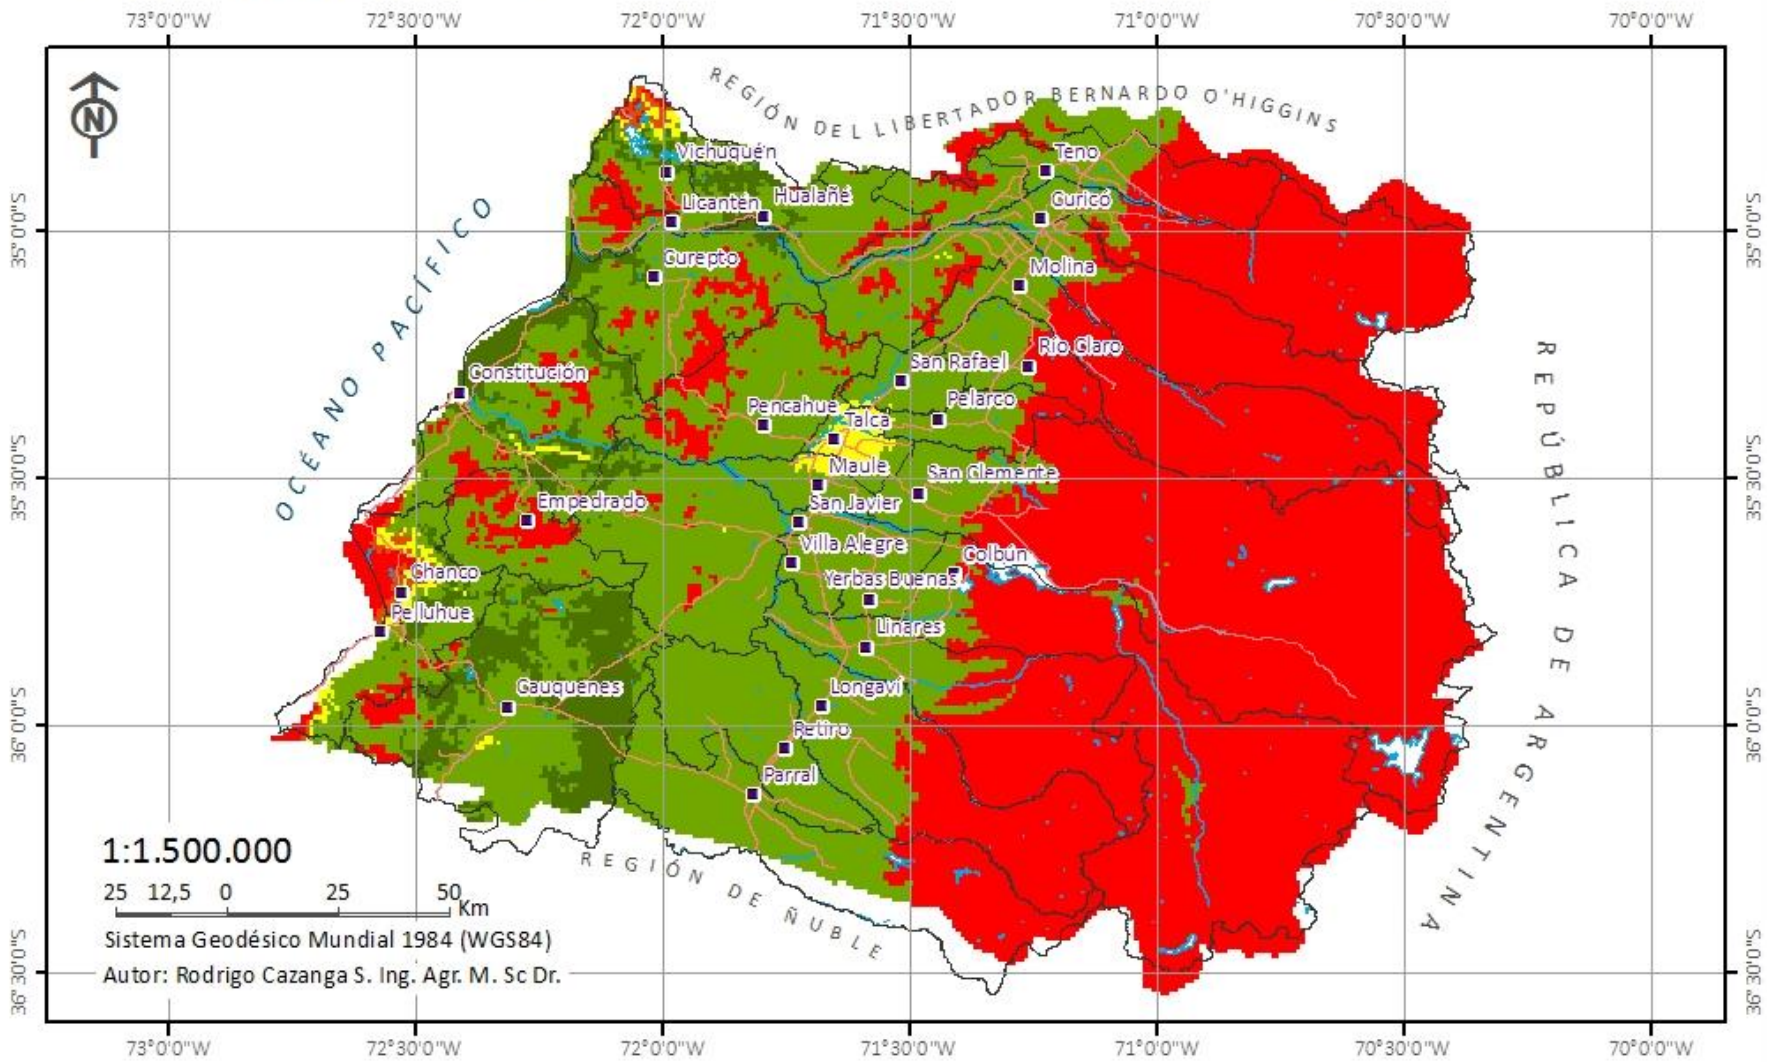 73°0'0"W 72°30'0"W 72°0'0"W 71°30'0"W 71°0'0"W 70°30'0"W 70°0'0"W
N
REGIÓN DEL LIBERTADOR BERNARDO O'HIGGINS
Vichuquén
Teno
Licantén
Hualañé
Curicó
35°0'0"S
35°0'0"S
OCÉANO PACÍFICO
Curepto
Molina
Río Claro
San Rafael
Constitución
REPÚBLICA DE ARGENTINA
Pencahue
Pelarco
Talca
Maule
San Clemente
35°30'0"S
35°30'0"S
Empedrado
San Javier
Villa Alegre
Colbún
Chanco
Yerbas Buenas
Pelluhue
Linares
Cauquenes
Longaví
36°0'0"S
36°0'0"S
Retiro
Parral
1:1.500.000
REGIÓN DE ÑUBLE
25 12,5 0 25 50
Km
Sistema Geodésico Mundial 1984 (WGS84)
Autor: Rodrigo Cazanga S. Ing. Agr. M. Sc Dr.
36°30'0"S
36°30'0"S
73°0'0"W 72°30'0"W 72°0'0"W 71°30'0"W 71°0'0"W 70°30'0"W 70°0'0"W